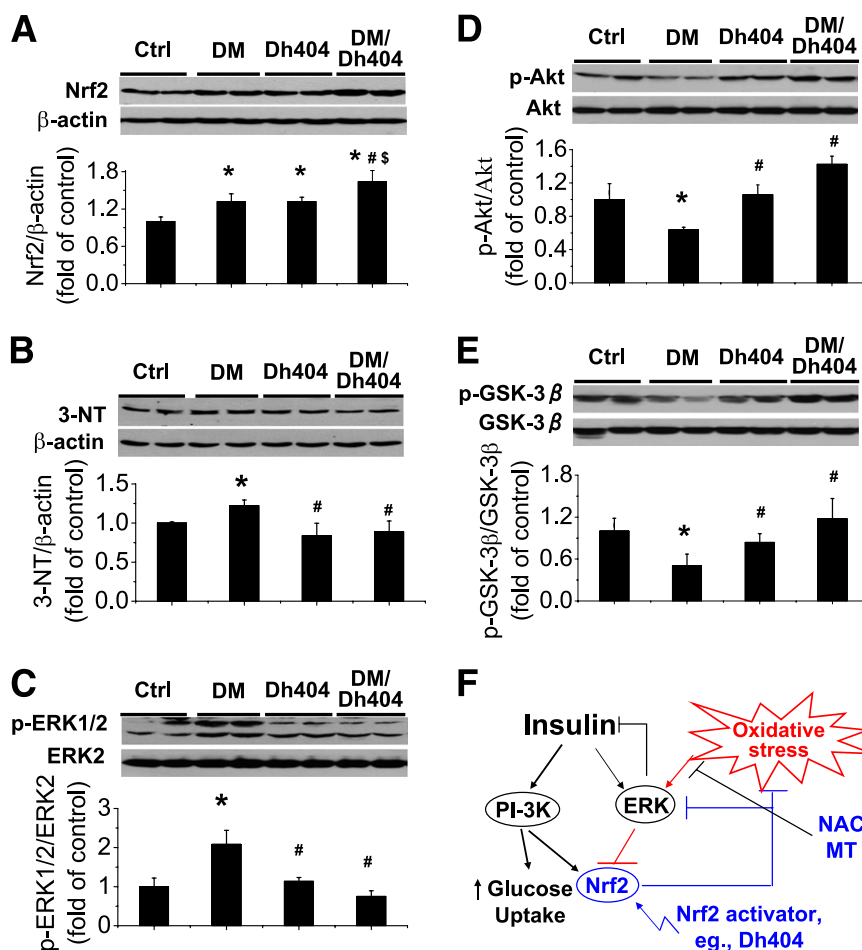 A
Ctrl DM Dh404 DM/
Dh404
Nrf2
β-actin
Nrf2/β-actin
(fold of control)
1.8
1.2
0.6
0.0
*
*
* # $
B
Ctrl DM Dh404 DM/
Dh404
3-NT
β-actin
3-NT/β-actin
(fold of control)
1.5
1.0
0.5
0.0
*
#
#
C
Ctrl DM Dh404 DM/
Dh404
p-ERK1/2
ERK2
p-ERK1/2/ERK2
(fold of control)
4
3
2
1
0
*
#
#
D
Ctrl DM Dh404 DM/
Dh404
p-Akt
Akt
p-Akt/Akt
(fold of control)
1.6
1.2
0.8
0.4
0.0
*
#
#
E
Ctrl DM Dh404 DM/
Dh404
p-GSK-3β
GSK-3β
p-GSK-3β/GSK-3β
(fold of control)
1.8
1.2
0.6
0.0
*
#
#
F
Insulin
Oxidative
stress
PI-3K
ERK
NAC
MT
↑ Glucose
Uptake
Nrf2
Nrf2 activator,
eg., Dh404